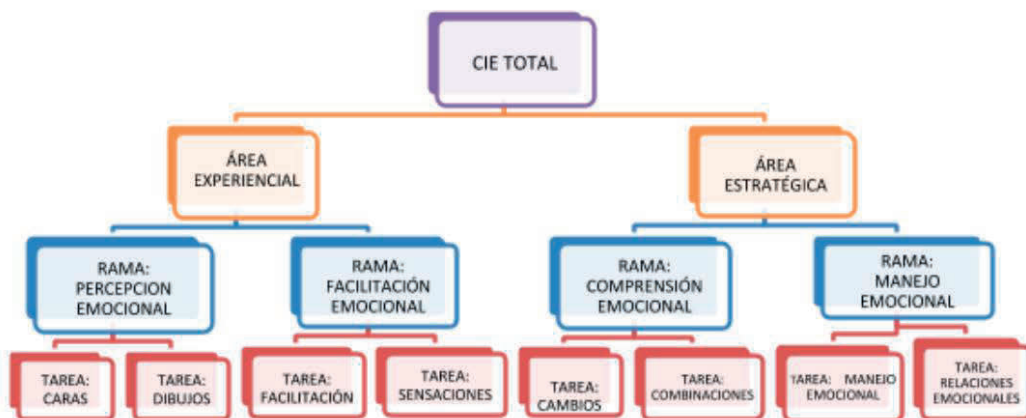 CIE TOTAL
ÁREA
EXPERIENCIAL
ÁREA
ESTRATÉGICA
RAMA:
PERCEPCION
EMOCIONAL
RAMA:
FACILITACIÓN
EMOCIONAL
RAMA:
COMPRENSIÓN
EMOCIONAL
RAMA:
MANEJO
EMOCIONAL
TAREA:
CARAS
TAREA:
DIBUJOS
TAREA:
FACILITACIÓN
TAREA:
SENSACIONES
TAREA:
CAMBIOS
TAREA:
COMBINACIONES
TAREA: MANEJO
EMOCIONAL
TAREA:
RELACIONES
EMOCIONALES